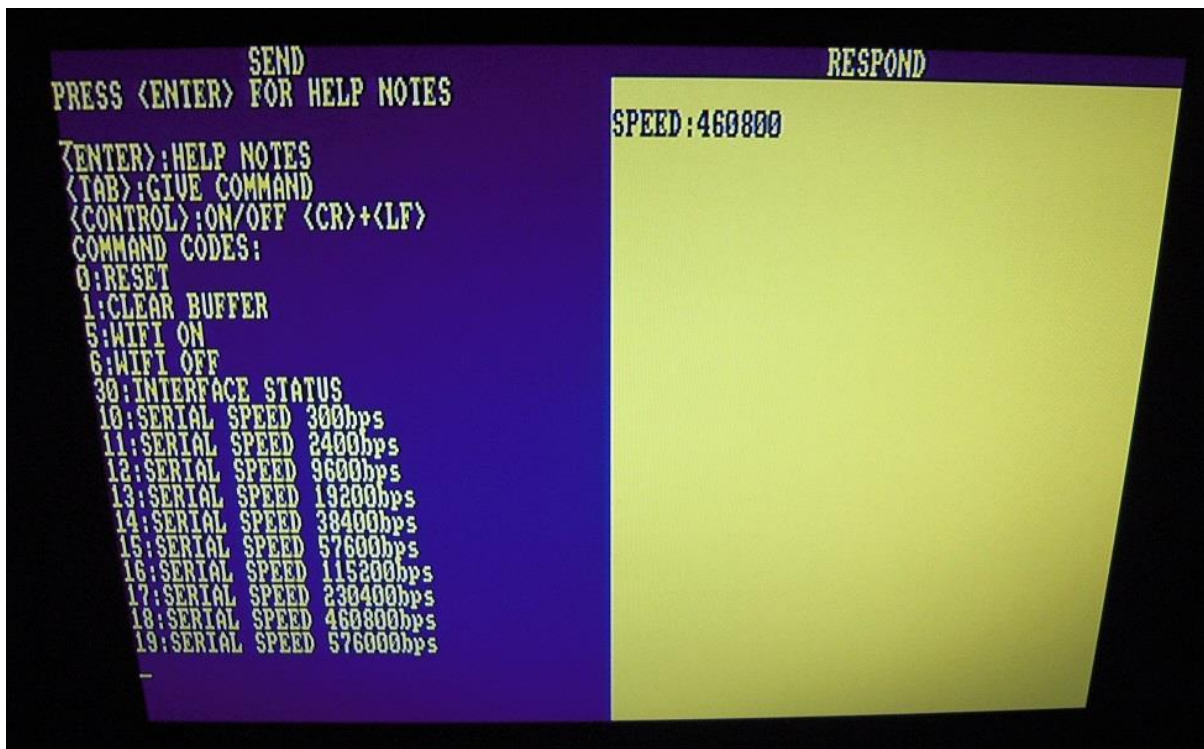 SEND
PRESS <ENTER> FOR HELP NOTES
<ENTER>:HELP NOTES
<TAB>:GIVE COMMAND
<CONTROL>:ON/OFF <CR>+<LF>
COMMAND CODES:
0:RESET
1:CLEAR BUFFER
5:WIFI ON
6:WIFI OFF
30:INTERFACE STATUS
10:SERIAL SPEED 300bps
11:SERIAL SPEED 2400bps
12:SERIAL SPEED 9600bps
13:SERIAL SPEED 19200bps
14:SERIAL SPEED 38400bps
15:SERIAL SPEED 57600bps
16:SERIAL SPEED 115200bps
17:SERIAL SPEED 230400bps
18:SERIAL SPEED 460800bps
19:SERIAL SPEED 576000bps
RESPOND
SPEED:460800